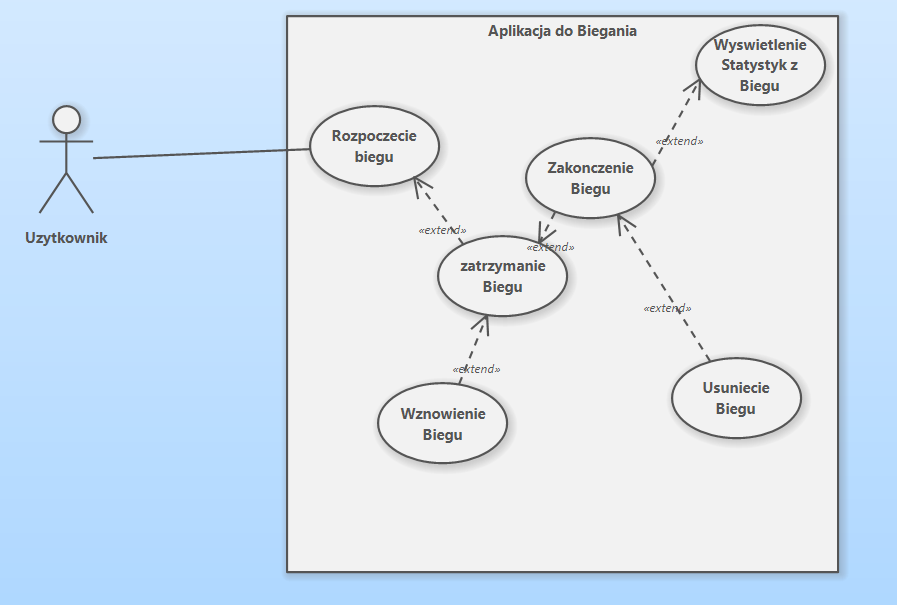 Aplikacja do Biegania
Wyswietlenie
Statystyk z
Biegu
Rozpoczecie
biegu
«extend»
Zakonczenie
Biegu
Uzytkownik
«extend»
«extend»
zatrzymanie
Biegu
«extend»
«extend»
Wznowienie
Biegu
Usuniecie
Biegu